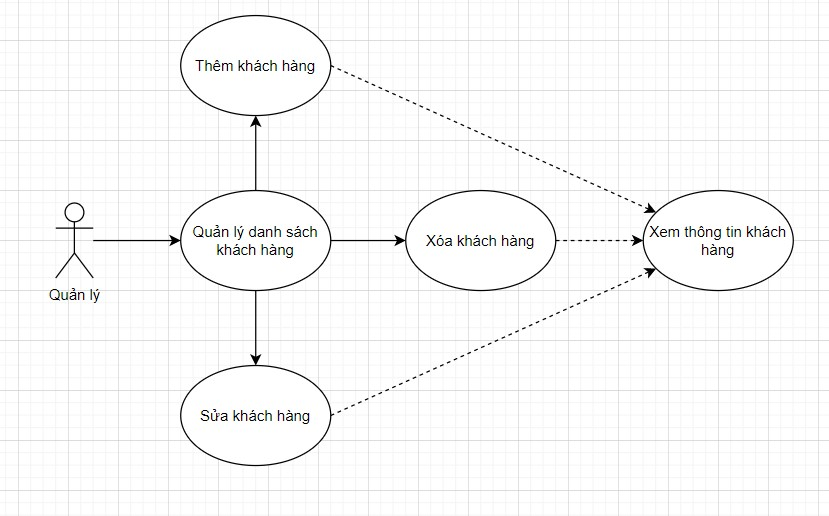 Thêm khách hàng
Quản lý danh sách
khách hàng
Xóa khách hàng
Xem thông tin khách
hàng
Quản lý
Sửa khách hàng